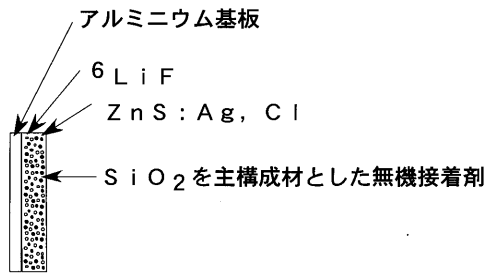 アルミニウム基板
⁶ＬｉＦ
ＺｎＳ：Ａｇ，Ｃｌ
ＳｉＯ₂を主構成材とした無機接着剤